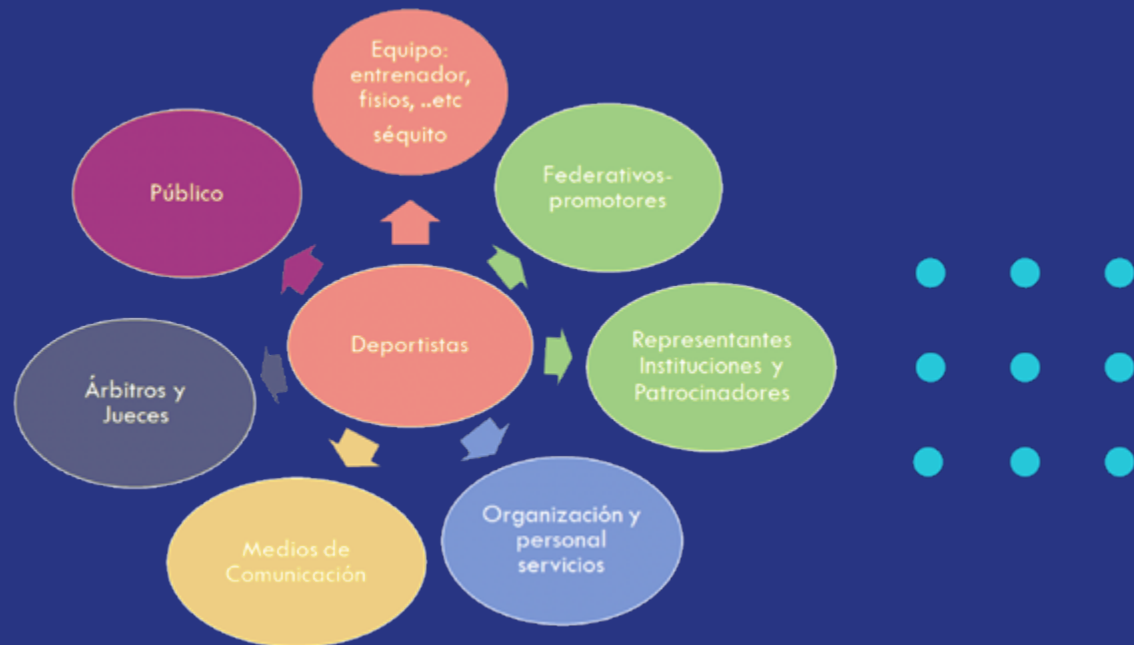 Equipo:
entrenador,
fisios, ..etc
séquito
Federativos-
promotores
Público
Deportistas
Representantes
Instituciones y
Patrocinadores
Árbitros y
Jueces
Organización y
personal
servicios
Medios de
Comunicación